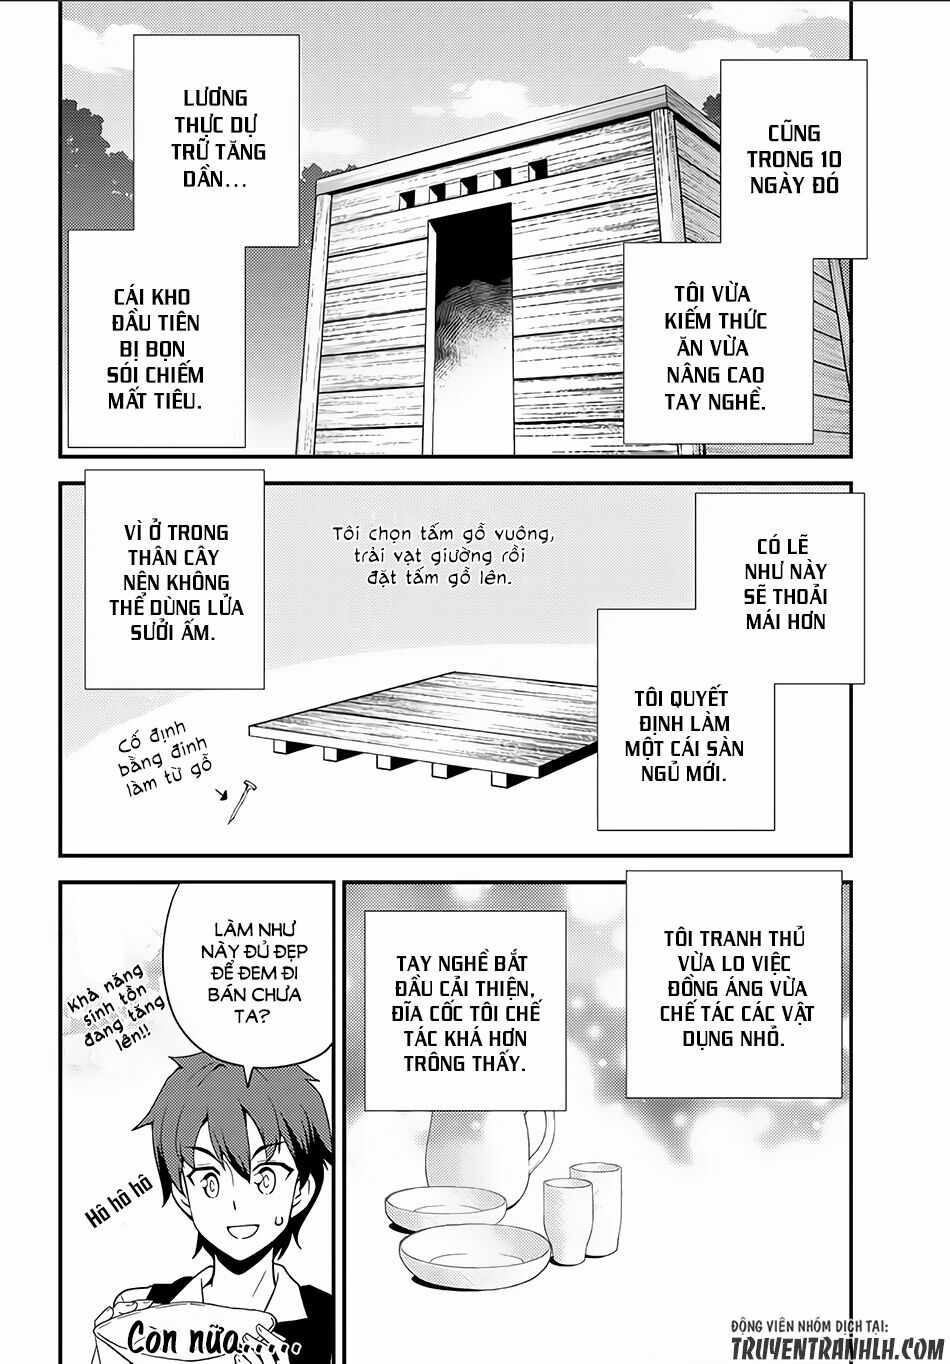 CŨNG
TRONG 10
NGÀY ĐÓ
TÔI VỪA
KIẾM THỨC
ĂN VỪA
NÂNG CAO
TAY NGHỀ.
LƯƠNG
THỰC DỰ
TRỮ TĂNG
DẦN...
CÁI KHO
ĐẦU TIÊN
BỊ BỌN
SÓI CHIẾM
MẤT TIÊU.
CÓ LẼ
NHƯ NÀY
SẼ THOẢI
MÁI HƠN
TÔI QUYẾT
ĐỊNH LÀM
MỘT CÁI SÀN
NGỦ MỚI.
Tôi chọn tấm gỗ vuông,
trải vạt giường rồi
đặt tấm gỗ lên.
VÌ Ở TRONG
THÂN CÂY
NÊN KHÔNG
THỂ DÙNG LỬA
SƯỞI ẤM.
Cố định
bằng đinh
làm từ gỗ
TÔI TRANH THỦ
VỪA LO VIỆC
ĐỒNG ÁNG VỪA
CHẾ TÁC CÁC VẬT
DỤNG NHỎ.
TAY NGHỀ BẮT
ĐẦU CẢI THIỆN,
ĐĨA CỐC TÔI CHẾ
TÁC KHÁ HƠN
TRÔNG THẤY.
LÀM NHƯ
NÀY ĐỦ ĐẸP
ĐỂ ĐEM ĐI
BÁN CHƯA
TA?
Khả năng
sinh tồn
đang tăng
lên!!
Hô hô hô
Còn nữa.....
ĐỘNG VIÊN NHÓM DỊCH TẠI:
TRUYENTRANHLH.COM